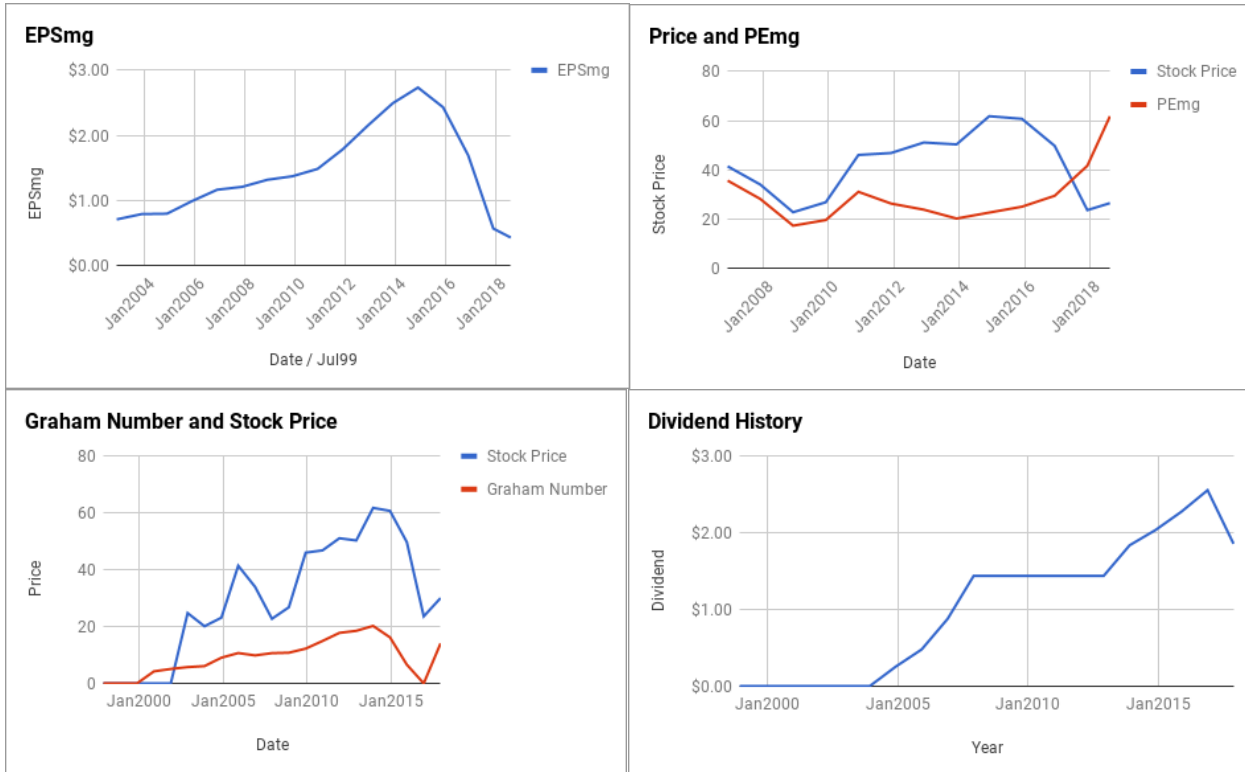 EPSmg
$3.00
$2.00
$1.00
$0.00
EPSmg
EPSmg
Jan2004
Jan2006
Jan2008
Jan2010
Jan2012
Jan2014
Jan2016
Jan2018
Date / Jul99
Price and PEmg
80
60
40
20
0
Stock Price
Stock Price
PEmg
Jan2008
Jan2010
Jan2012
Jan2014
Jan2016
Jan2018
Date
Graham Number and Stock Price
80
60
40
20
0
Price
Stock Price
Graham Number
Jan2000
Jan2005
Jan2010
Jan2015
Date
Dividend History
$3.00
$2.00
$1.00
$0.00
Dividend
Jan2000
Jan2005
Jan2010
Jan2015
Year